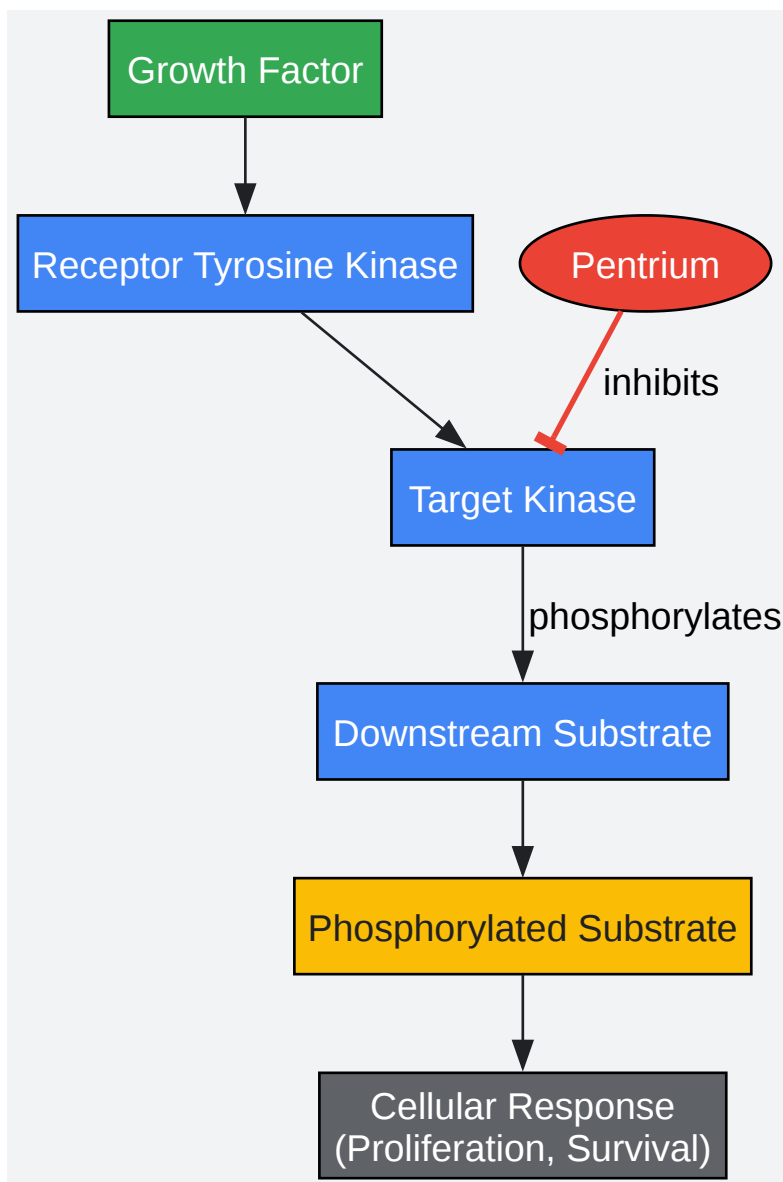 Growth Factor
Receptor Tyrosine Kinase
Pentrium
inhibits
Target Kinase
phosphorylates
Downstream Substrate
Phosphorylated Substrate
Cellular Response
(Proliferation, Survival)